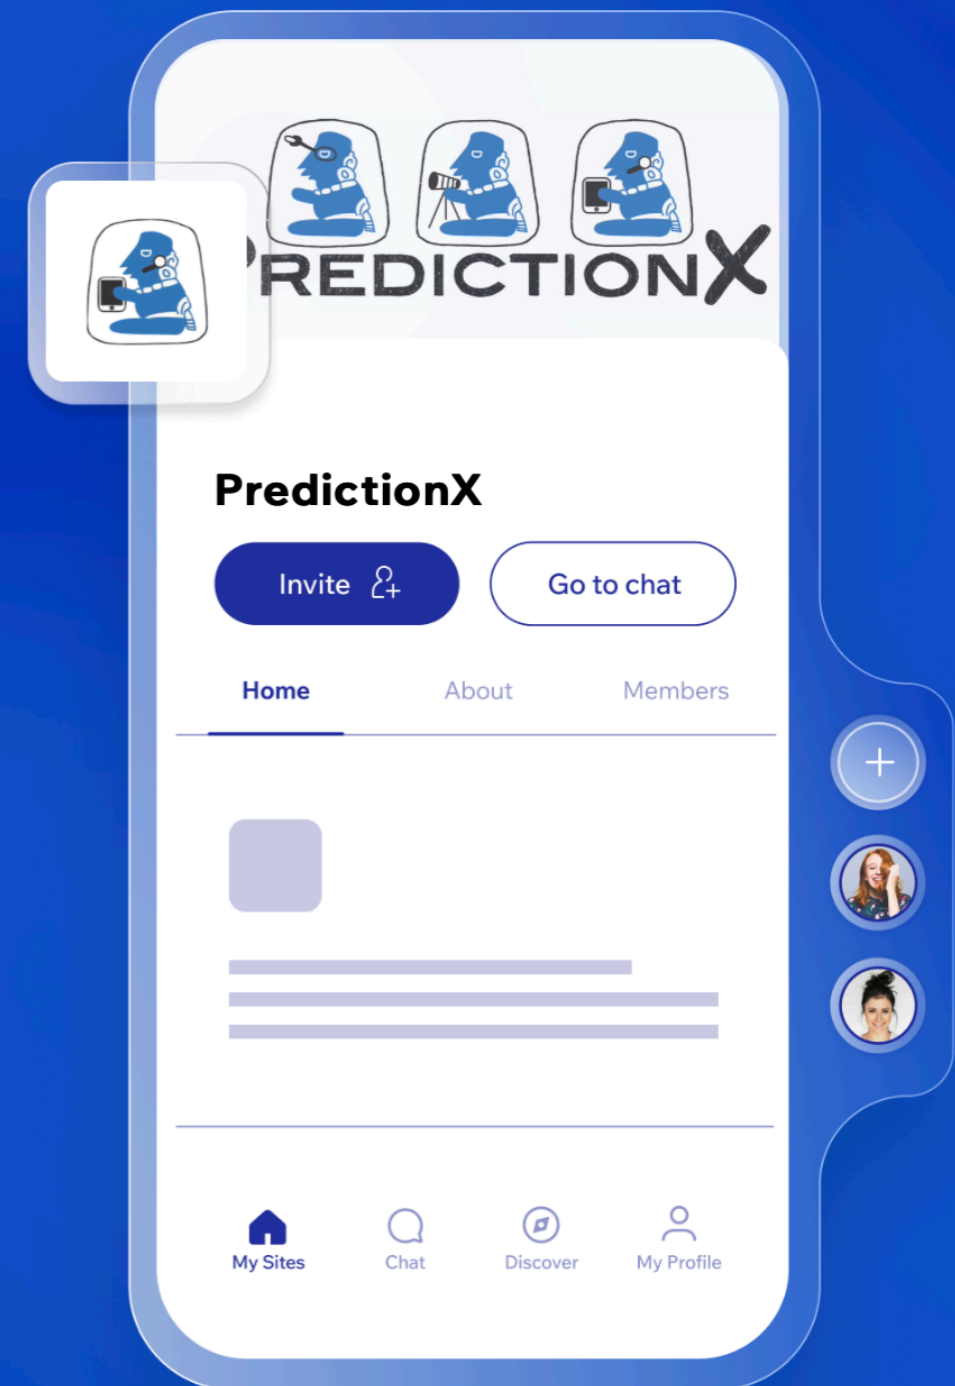 PREDICTIONX
PredictionX
Invite
Go to chat
Home
About
Members
My Sites
Chat
Discover
My Profile